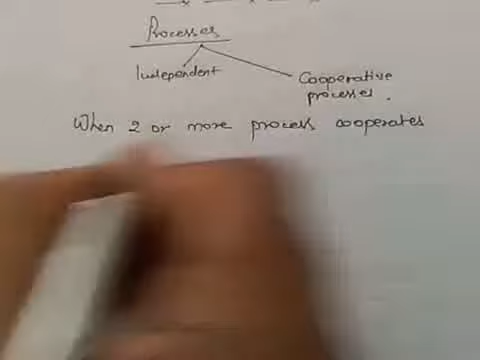 Processes
Independent
Cooperative
processes.
When 2 or more process cooperates